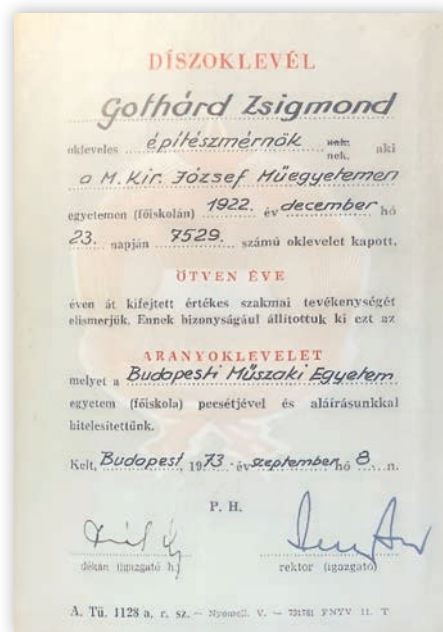 DÍSZOKLEVÉL
Gothárd Zsigmond
okleveles építészmérnök nak. nek. aki
a M. Kir. József Műegyetemen
egyetemen (főiskolán) 1922. év december hó
23. napján 7529. számú oklevelet kapott,
ÖTVEN ÉVE
éven át kifejtett értékes szakmai tevékenységét
elismerjük. Ennek bizonyságául állítottuk ki ezt az
ARANYOKLEVELET
melyet a Budapesti Műszaki Egyetem
egyetem (főiskola) pecsétjével és aláírásunkkal
hitelesítettünk.
Kelt, Budapest, 1973. év szeptember hó 8. n.
P. H.
dékán (igazgató h.) rektor (igazgató)
A. Tü. 1128 a, r. sz. — V. —